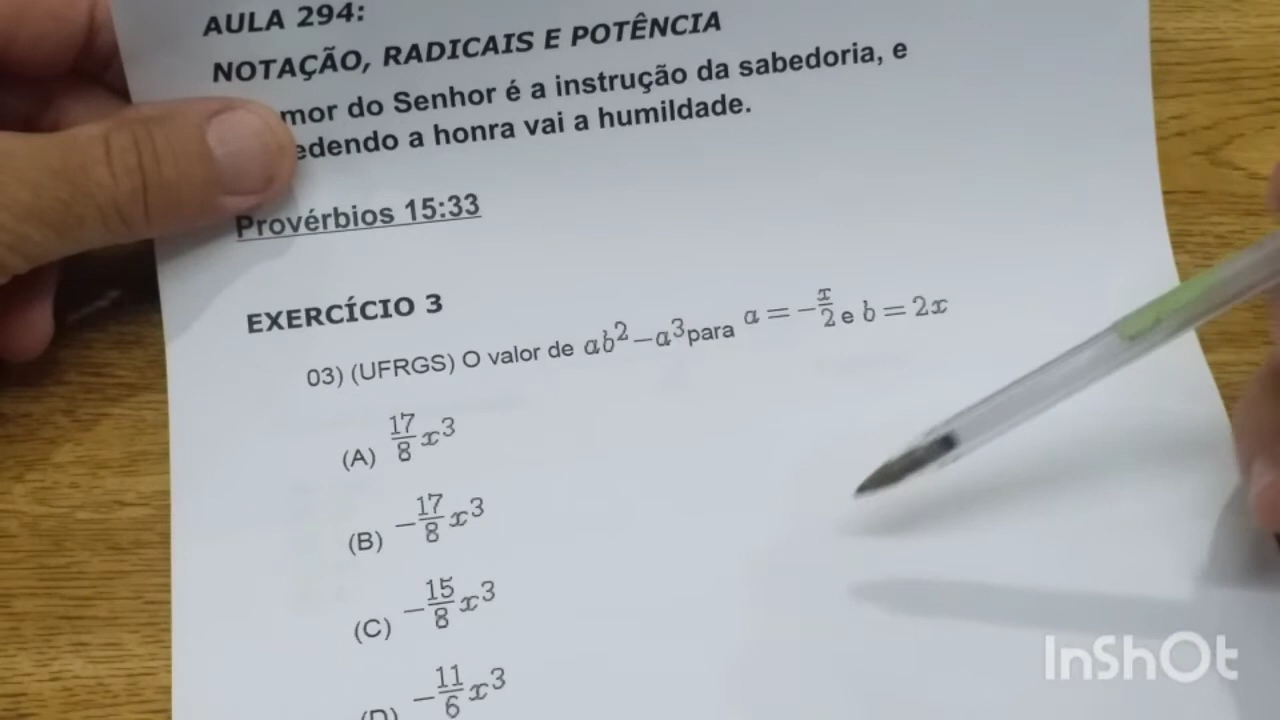 AULA 294:
NOTAÇÃO, RADICAIS E POTÊNCIA
mor do Senhor é a instrução da sabedoria, e
edendo a honra vai a humildade.
Provérbios 15:33
EXERCÍCIO 3
03) (UFRGS) O valor de ab²−a³ para a = −x/2 e b = 2x
(A) 17/8 x³
(B) −17/8 x³
(C) −15/8 x³
(D) −11/6 x³
InShOt